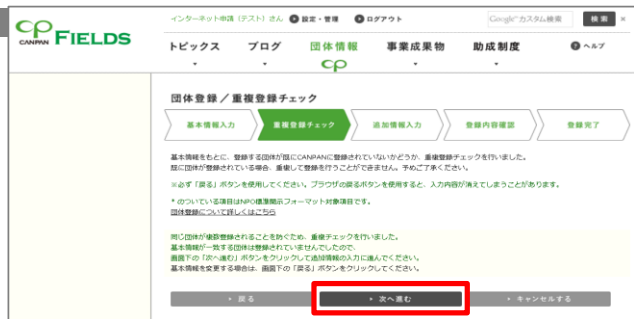 インターネット申請（テスト）さん 設定・管理 ログアウト Google カスタム検索 検索 ×
CANPAN FIELDS
トピックス ブログ 団体情報 事業成果物 助成制度 ? ヘルプ
団体登録／重複登録チェック
基本情報入力 重複登録チェック 追加情報入力 登録内容確認 登録完了
基本情報をもとに、登録する団体が既にCANPANに登録されていないかどうか、重複登録チェックを行いました。
既に団体が登録されている場合、重複して登録を行うことができません。予めご了承ください。
※必ず「戻る」ボタンを使用してください。ブラウザの戻るボタンを使用すると、入力内容が消えてしまうことがあります。
* のついている項目はNPO標準開示フォーマット対象項目です。
団体登録について詳しくはこちら
同じ団体が複数登録されることを防ぐため、重複チェックを行いました。
基本情報が一致する団体は登録されていませんでしたので、
画面下の「次へ進む」ボタンをクリックして追加情報の入力に進んでください。
基本情報を変更する場合は、画面下の「戻る」ボタンをクリックしてください。
戻る 次へ進む キャンセルする